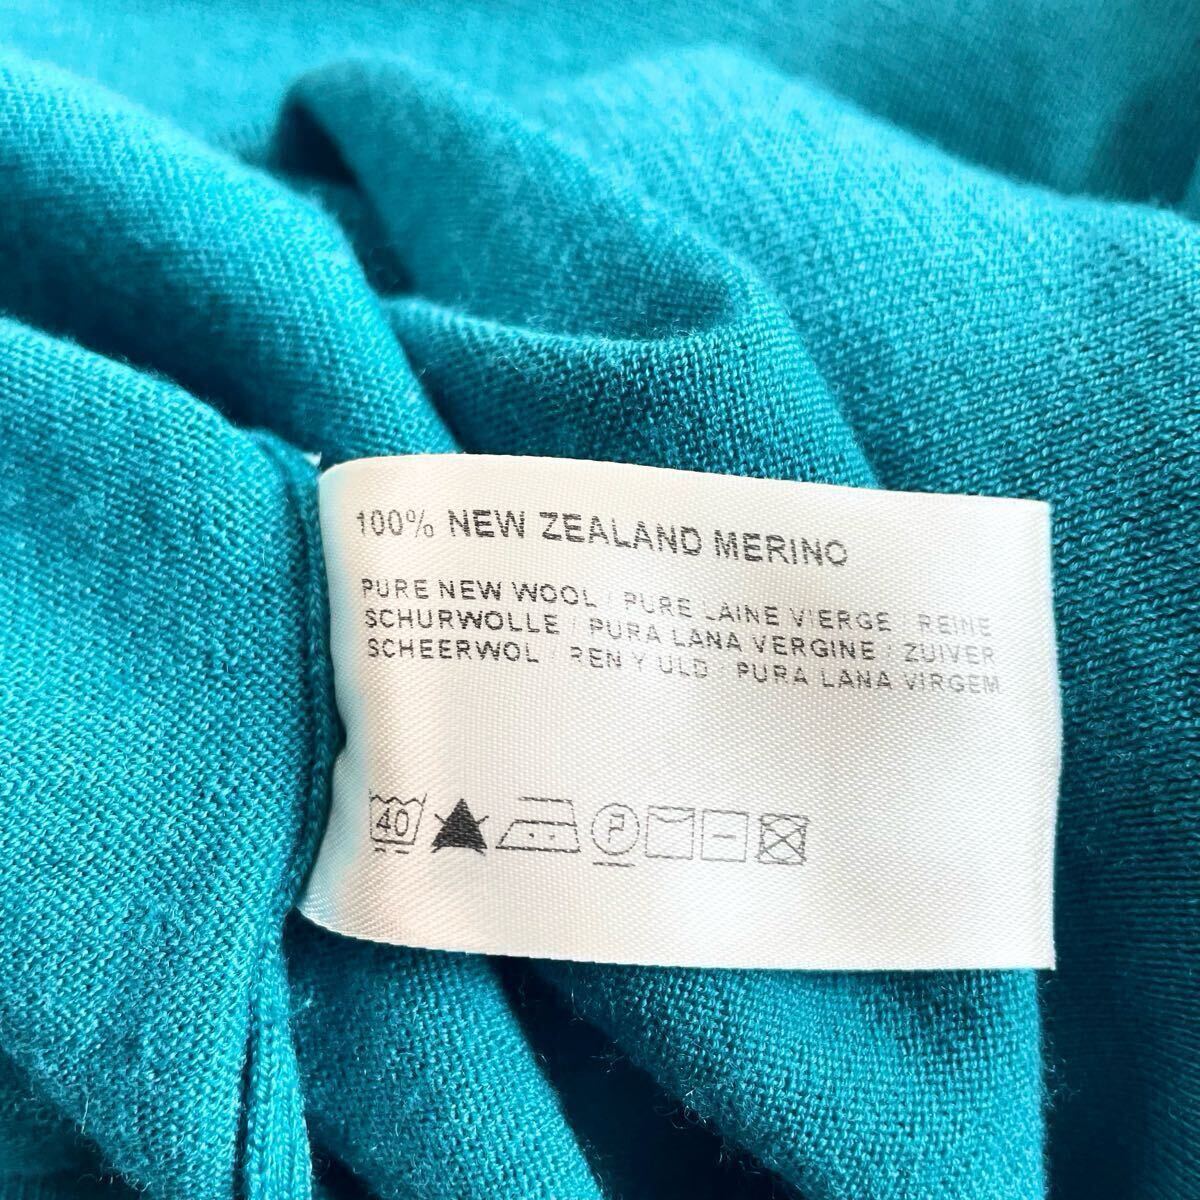 100% NEW ZEALAND MERINO
PURE NEW WOOL / PURE LAINE VIERGE / REINE
SCHURWOLLE / PURA LANA VERGINE / ZUIVER
SCHEERWOL / REN Y ULD / PURA LANA VIRGEM
40
P